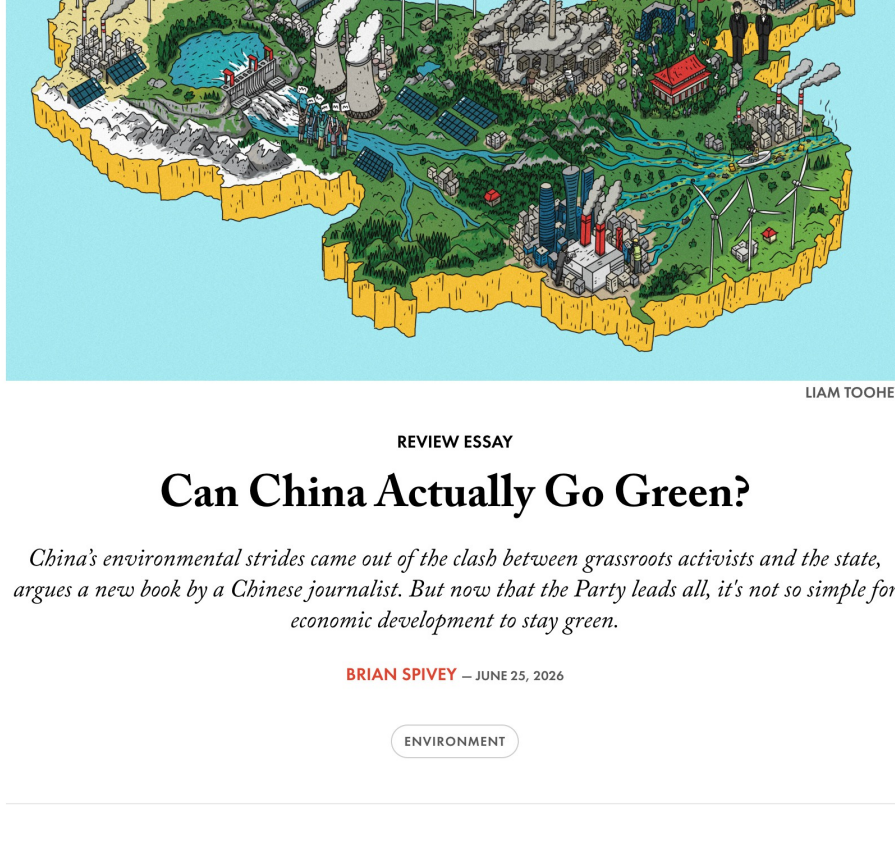 LIAM TOOHE
REVIEW ESSAY
Can China Actually Go Green?
China’s environmental strides came out of the clash between grassroots activists and the state,
argues a new book by a Chinese journalist. But now that the Party leads all, it's not so simple for
economic development to stay green.
BRIAN SPIVEY — JUNE 25, 2026
ENVIRONMENT